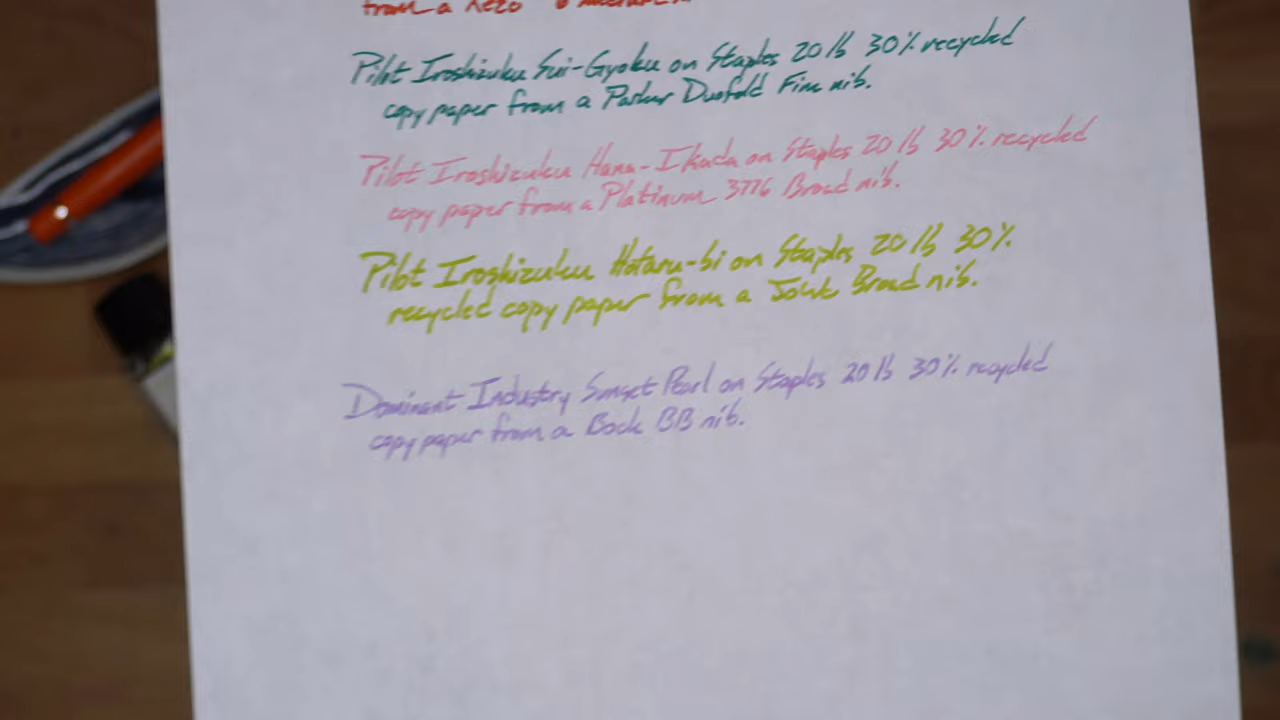 from a
Pilot Iroshizuku Sui-Gyoku on Staples 20 lb 30% recycled
copy paper from a Parker Duofold Fine nib.
Pilot Iroshizuku Hana-Ikada on Staples 20 lb 30% recycled
copy paper from a Platinum 3776 Broad nib.
Pilot Iroshizuku Hotaru-bi on Staples 20 lb 30%
recycled copy paper from a JoWo Broad nib.
Dominant Industry Sunset Pearl on Staples 20 lb 30% recycled
copy paper from a Bock BB nib.